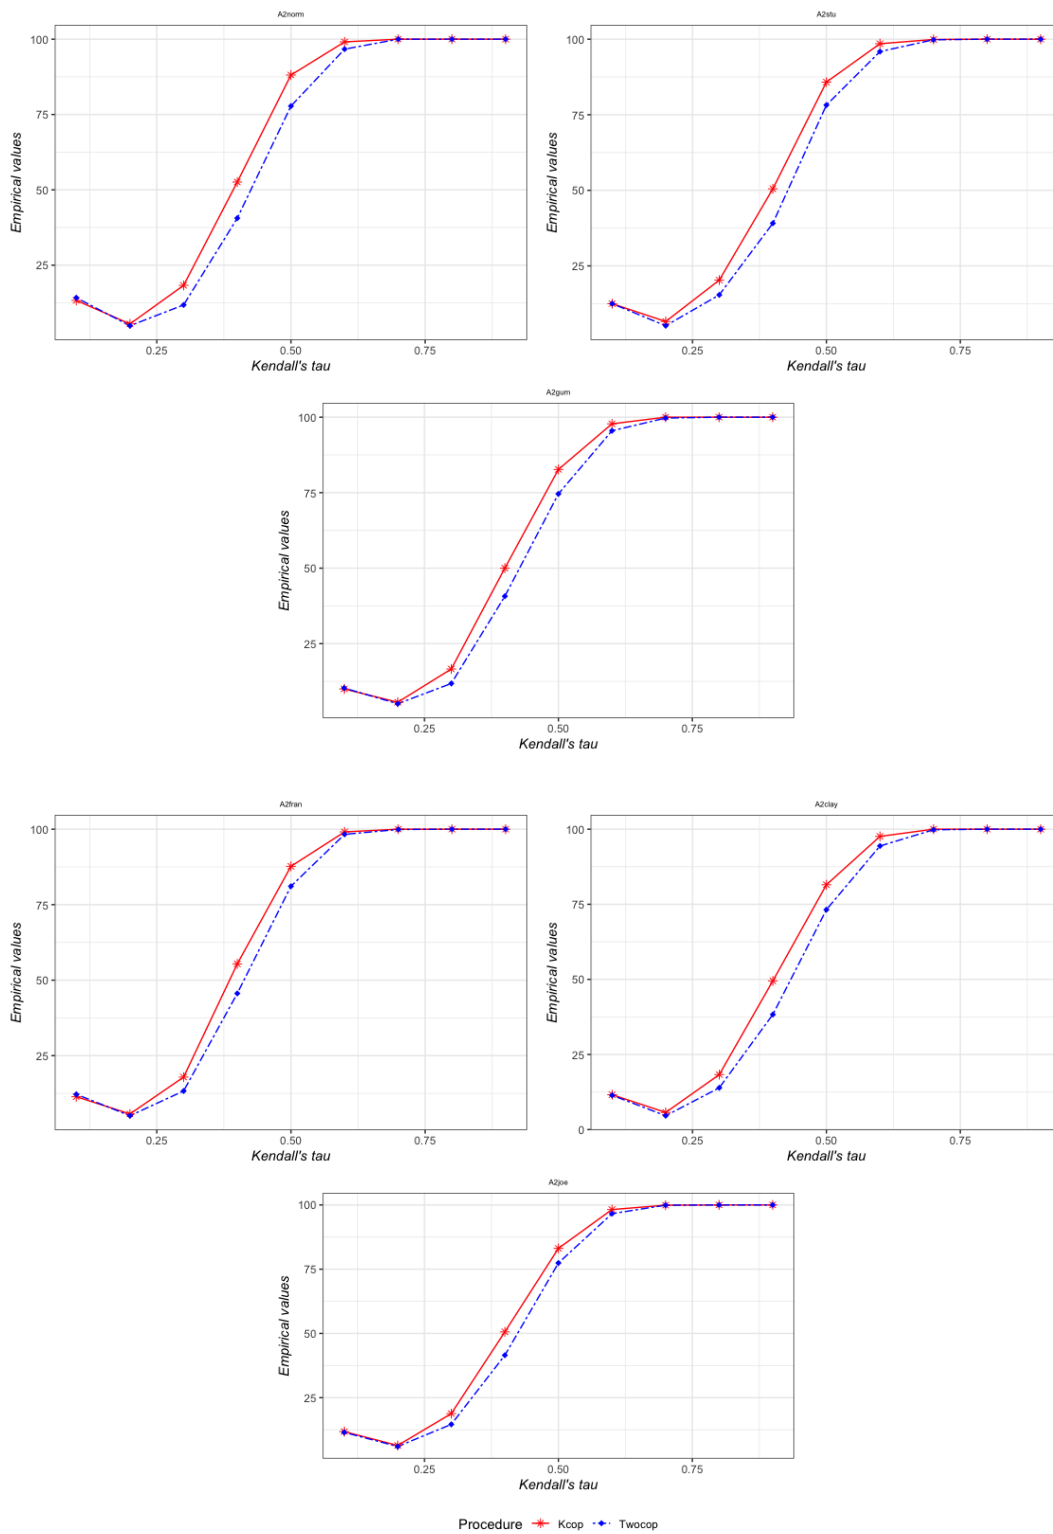 A2norm
100
75
50
25
Empirical values
0.25 0.50 0.75
Kendall's tau
A2stu
100
75
50
25
Empirical values
0.25 0.50 0.75
Kendall's tau
A2gum
100
75
50
25
Empirical values
0.25 0.50 0.75
Kendall's tau
A2fran
100
75
50
25
Empirical values
0.25 0.50 0.75
Kendall's tau
A2clay
100
75
50
25
0
Empirical values
0.25 0.50 0.75
Kendall's tau
A2joe
100
75
50
25
Empirical values
0.25 0.50 0.75
Kendall's tau
Procedure Kcop Twocop